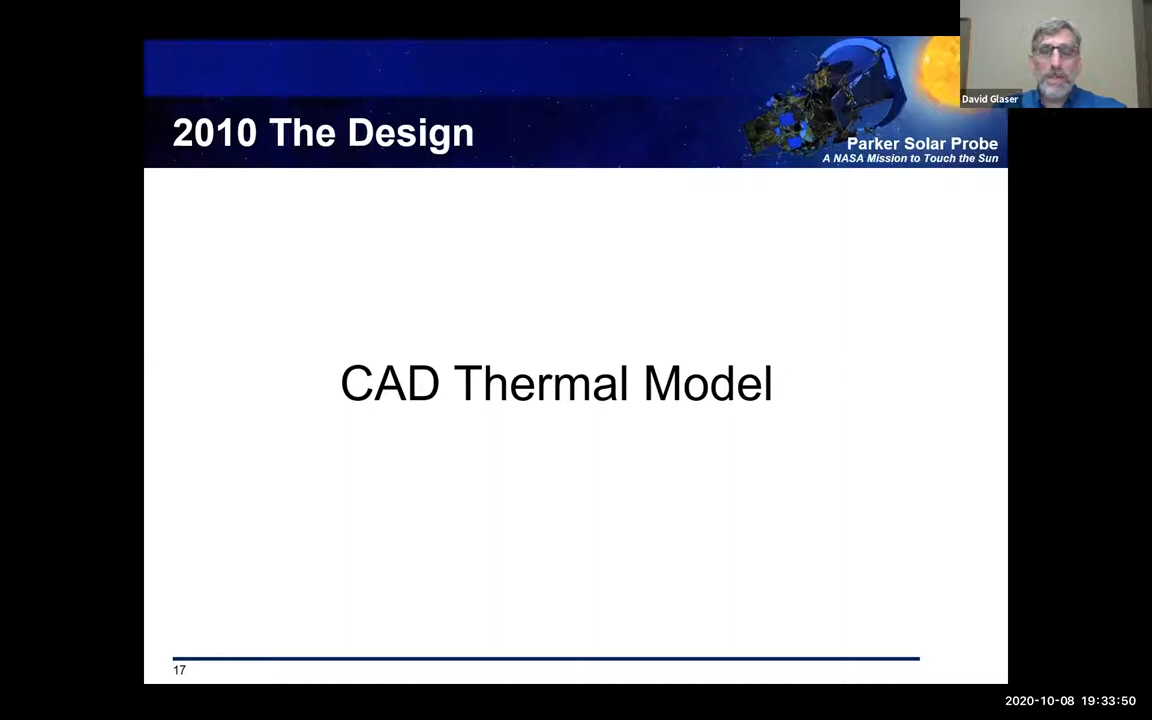 David Glaser
2010 The Design
Parker Solar Probe
A NASA Mission to Touch the Sun
CAD Thermal Model
17
2020-10-08 19:33:50